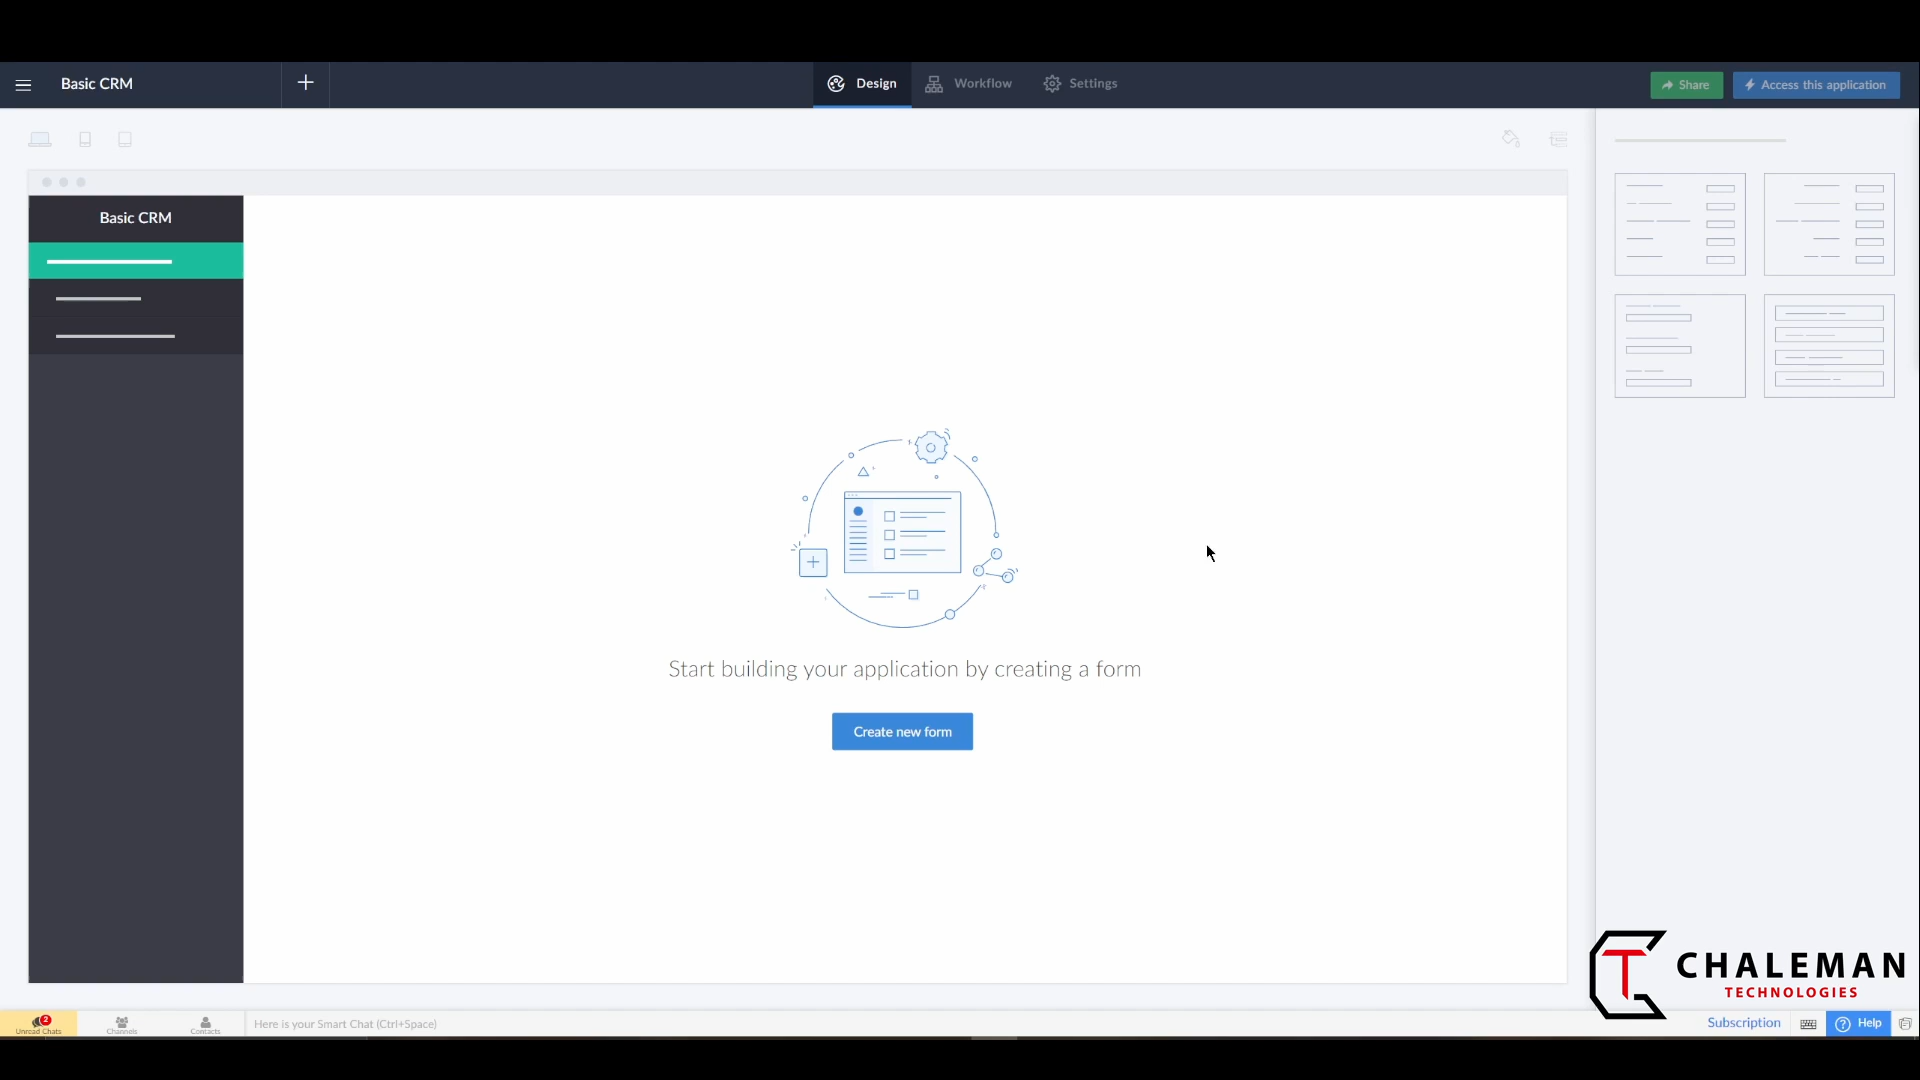 Basic CRM
+
Design
Workflow
Settings
Share
Access this application
Basic CRM
Start building your application by creating a form
Create new form
CHALEMAN
TECHNOLOGIES
2
Unread Chats
Channels
Contacts
Here is your Smart Chat (Ctrl+Space)
Subscription
? Help